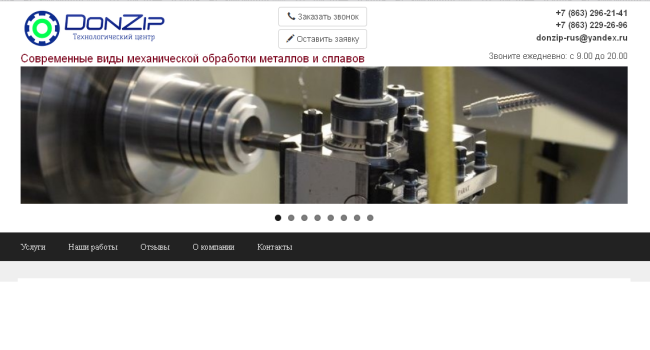 DonZip
Технологический центр
Заказать звонок
Оставить заявку
+7 (863) 296-21-41
+7 (863) 229-26-96
donzip-rus@yandex.ru
Звоните ежедневно: с 9.00 до 20.00
Современные виды механической обработки металлов и сплавов
Услуги Наши работы Отзывы О компании Контакты